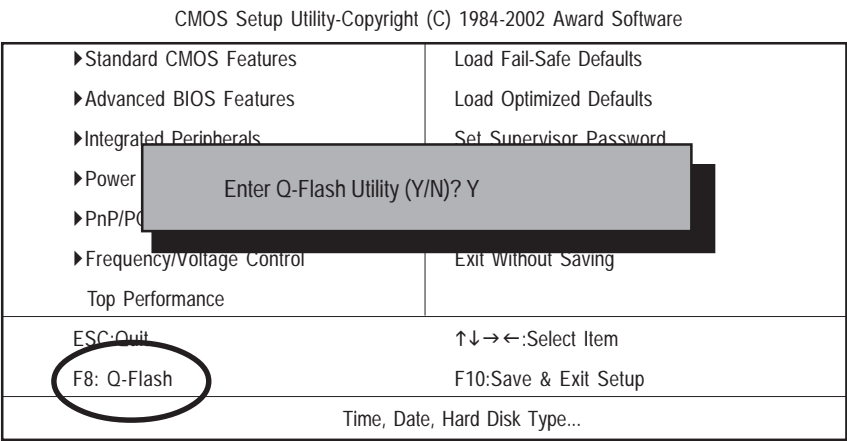 CMOS Setup Utility-Copyright (C) 1984-2002 Award Software
▶Standard CMOS Features
Load Fail-Safe Defaults
▶Advanced BIOS Features
Load Optimized Defaults
▶Integrated Peripherals
Set Supervisor Password
▶Power
▶PnP/PC
Enter Q-Flash Utility (Y/N)? Y
▶Frequency/Voltage Control
Exit Without Saving
Top Performance
ESC:Quit
↑↓→←:Select Item
F8: Q-Flash
F10:Save & Exit Setup
Time, Date, Hard Disk Type...